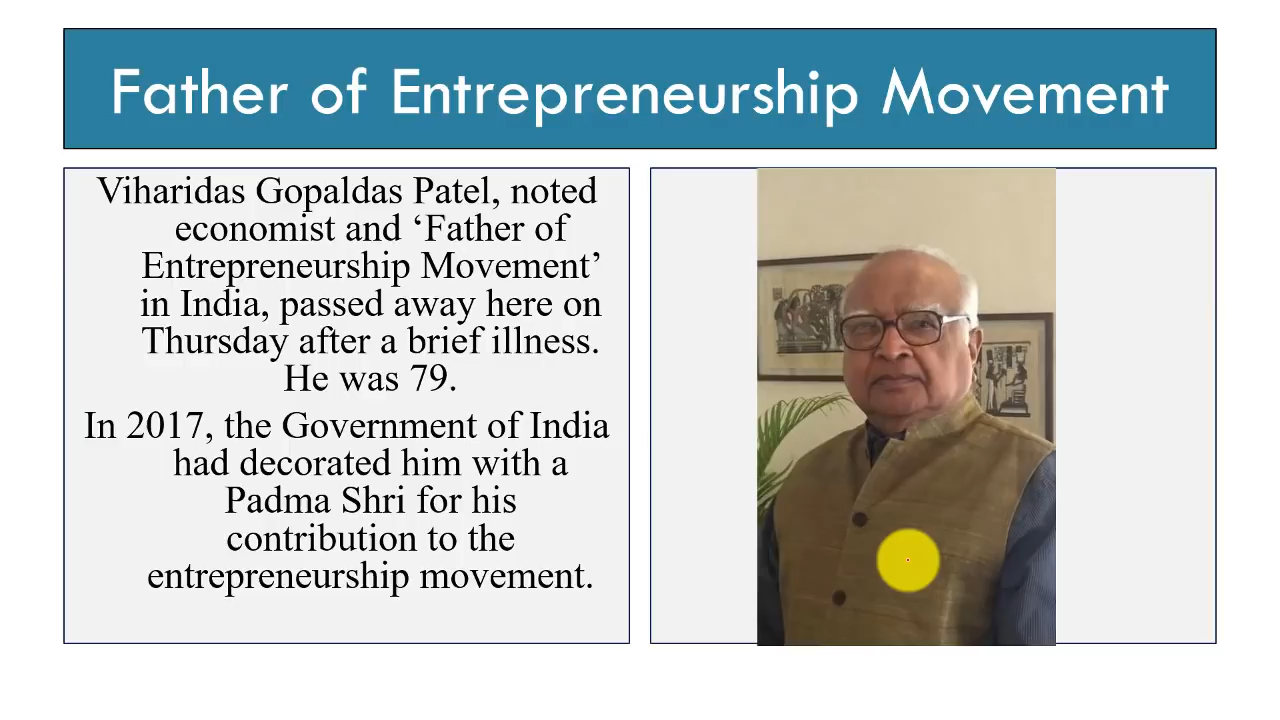 Father of Entrepreneurship Movement
Viharidas Gopaldas Patel, noted
economist and ‘Father of
Entrepreneurship Movement’
in India, passed away here on
Thursday after a brief illness.
He was 79.
In 2017, the Government of India
had decorated him with a
Padma Shri for his
contribution to the
entrepreneurship movement.